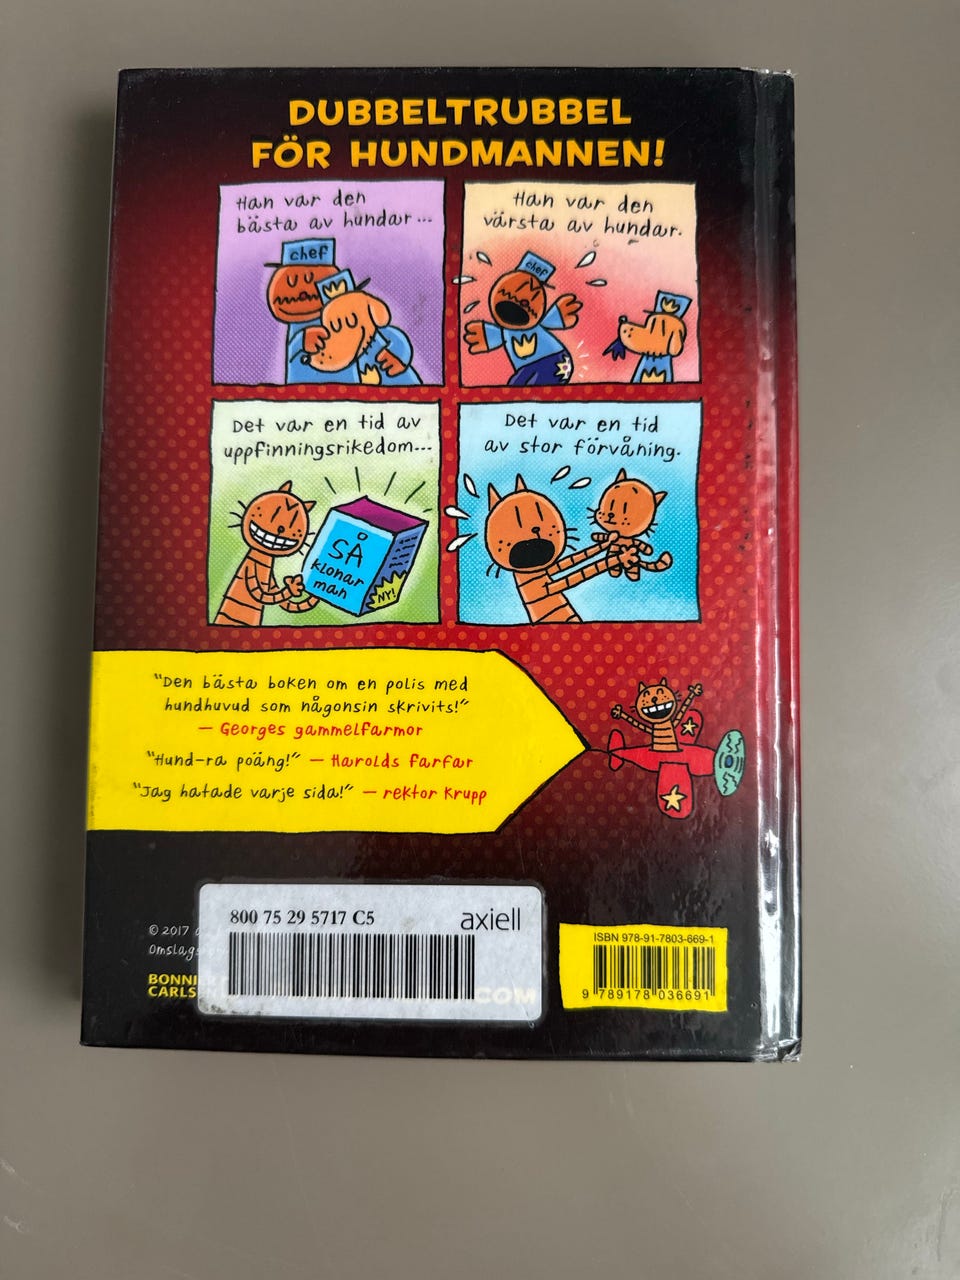 DUBBELTRUBBEL
FÖR HUNDMANNEN!
Han var den
bästa av hundar...
chef
Han var den
värsta av hundar.
chef
Det var en tid av
uppfinningsrikedom...
SÅ
klonar
man
NY!
Det var en tid
av stor förvåning.
"Den bästa boken om en polis med
hundhuvud som någonsin skrivits!"
— Georges gammelfarmor
"Hund-ra poäng!" — Harolds farfar
"Jag hatade varje sida!" — rektor Krupp
800 75 29 5717 C5
axiell
© 2017
BONNI
CARLS
.COM
ISBN 978-91-7803-669-1
9 789178 036691